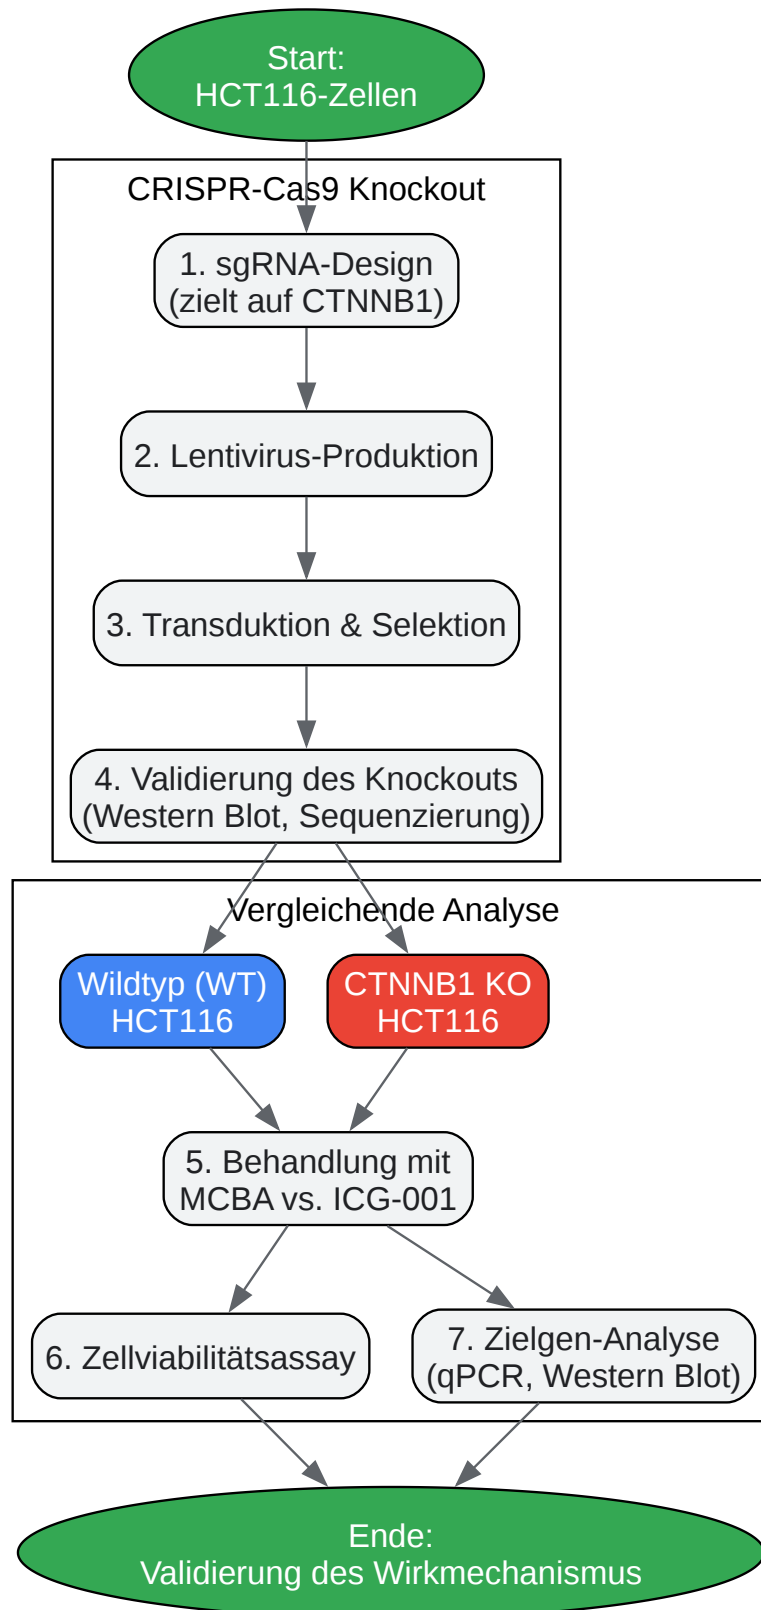 Start:
HCT116-Zellen
CRISPR-Cas9 Knockout
1. sgRNA-Design
(zielt auf CTNNB1)
2. Lentivirus-Produktion
3. Transduktion & Selektion
4. Validierung des Knockouts
(Western Blot, Sequenzierung)
Vergleichende Analyse
Wildtyp (WT)
HCT116
CTNNB1 KO
HCT116
5. Behandlung mit
MCBA vs. ICG-001
6. Zellviabilitätsassay
7. Zielgen-Analyse
(qPCR, Western Blot)
Ende:
Validierung des Wirkmechanismus